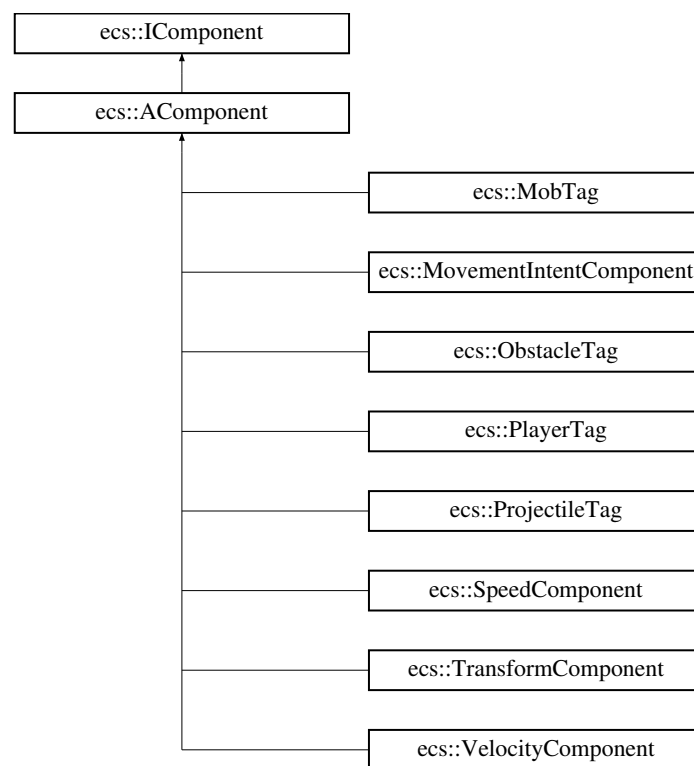 ecs::IComponent
ecs::AComponent
ecs::MobTag
ecs::MovementIntentComponent
ecs::ObstacleTag
ecs::PlayerTag
ecs::ProjectileTag
ecs::SpeedComponent
ecs::TransformComponent
ecs::VelocityComponent